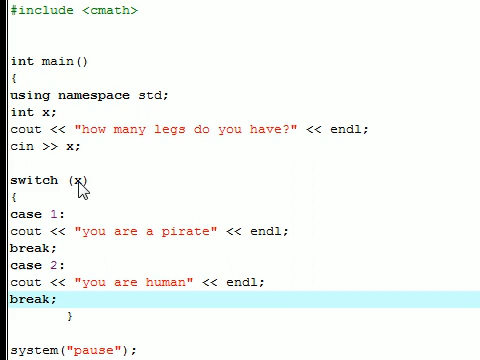 #include <cmath>
int main()
{
using namespace std;
int x;
cout << "how many legs do you have?" << endl;
cin >> x;
switch (x)
{
case 1:
cout << "you are a pirate" << endl;
break;
case 2:
cout << "you are human" << endl;
break;
}
system("pause");